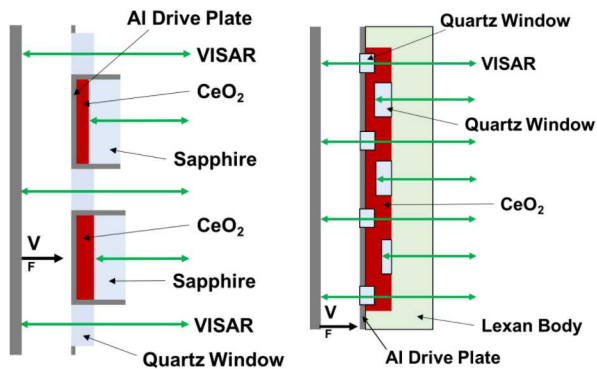 Al Drive Plate
VISAR
CeO2
Sapphire
CeO2
V
F
Sapphire
VISAR
Quartz Window
Quartz Window
VISAR
Quartz Window
CeO2
V
F
Lexan Body
Al Drive Plate